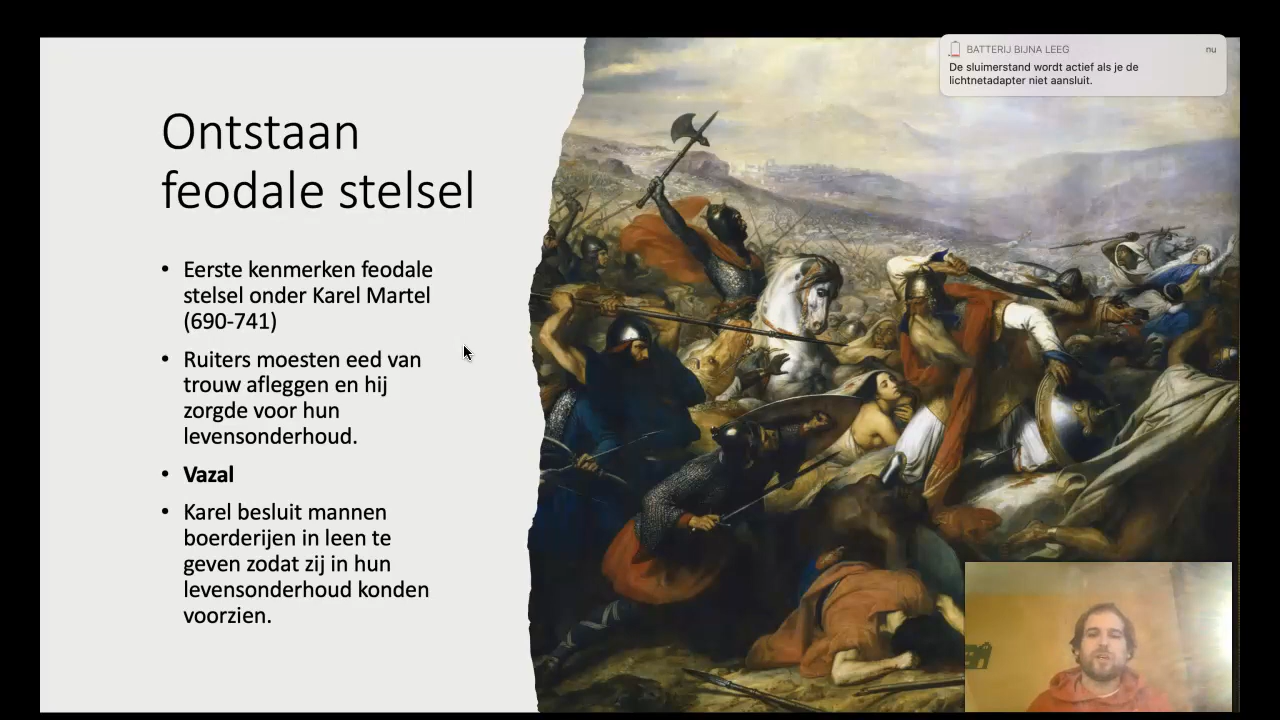 Ontstaan
feodale stelsel
• Eerste kenmerken feodale
stelsel onder Karel Martel
(690-741)
• Ruiters moesten eed van
trouw afleggen en hij
zorgde voor hun
levensonderhoud.
• Vazal
• Karel besluit mannen
boerderijen in leen te
geven zodat zij in hun
levensonderhoud konden
voorzien.
BATTERIJ BIJNA LEEG nu
De sluimerstand wordt actief als je de
lichtnetadapter niet aansluit.